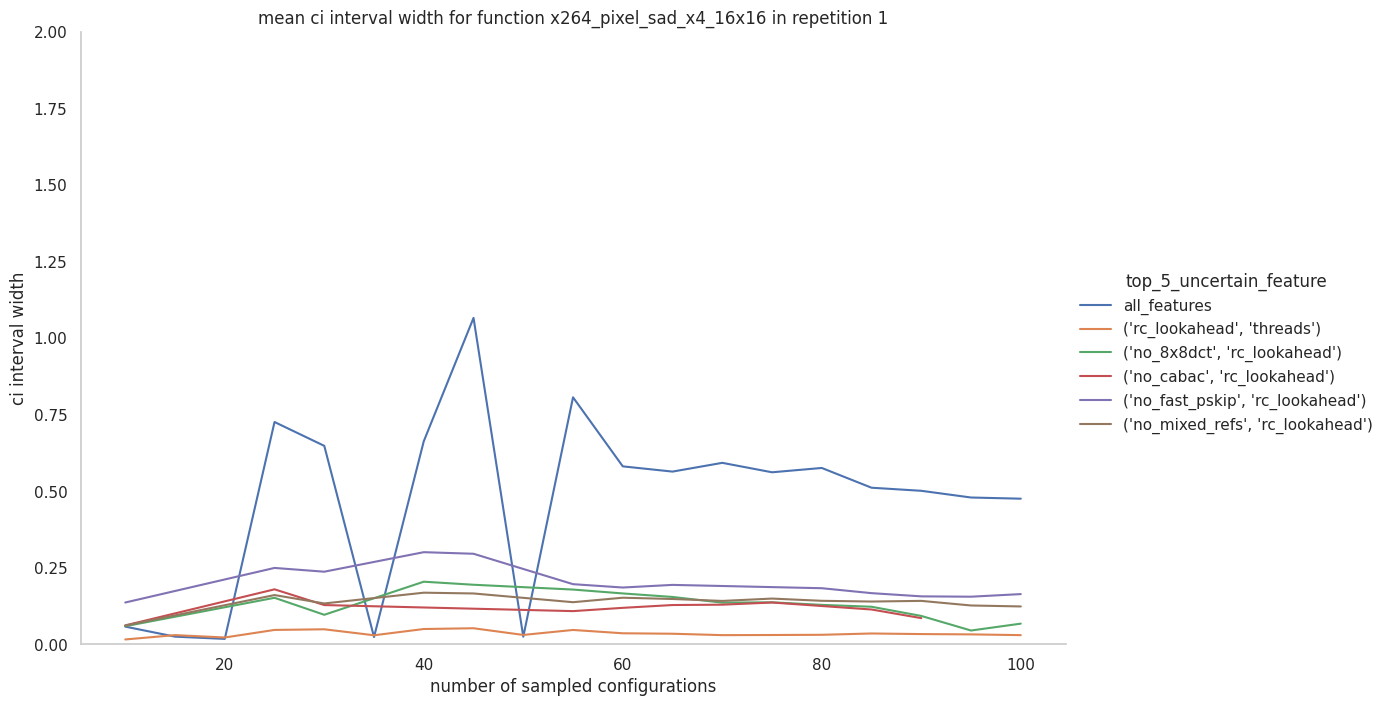 mean ci interval width for function x264_pixel_sad_x4_16x16 in repetition 1
2.00
1.75
1.50
1.25
1.00
0.75
0.50
0.25
0.00
ci interval width
20
40
60
80
100
number of sampled configurations
top_5_uncertain_feature
all_features
('rc_lookahead', 'threads')
('no_8x8dct', 'rc_lookahead')
('no_cabac', 'rc_lookahead')
('no_fast_pskip', 'rc_lookahead')
('no_mixed_refs', 'rc_lookahead')